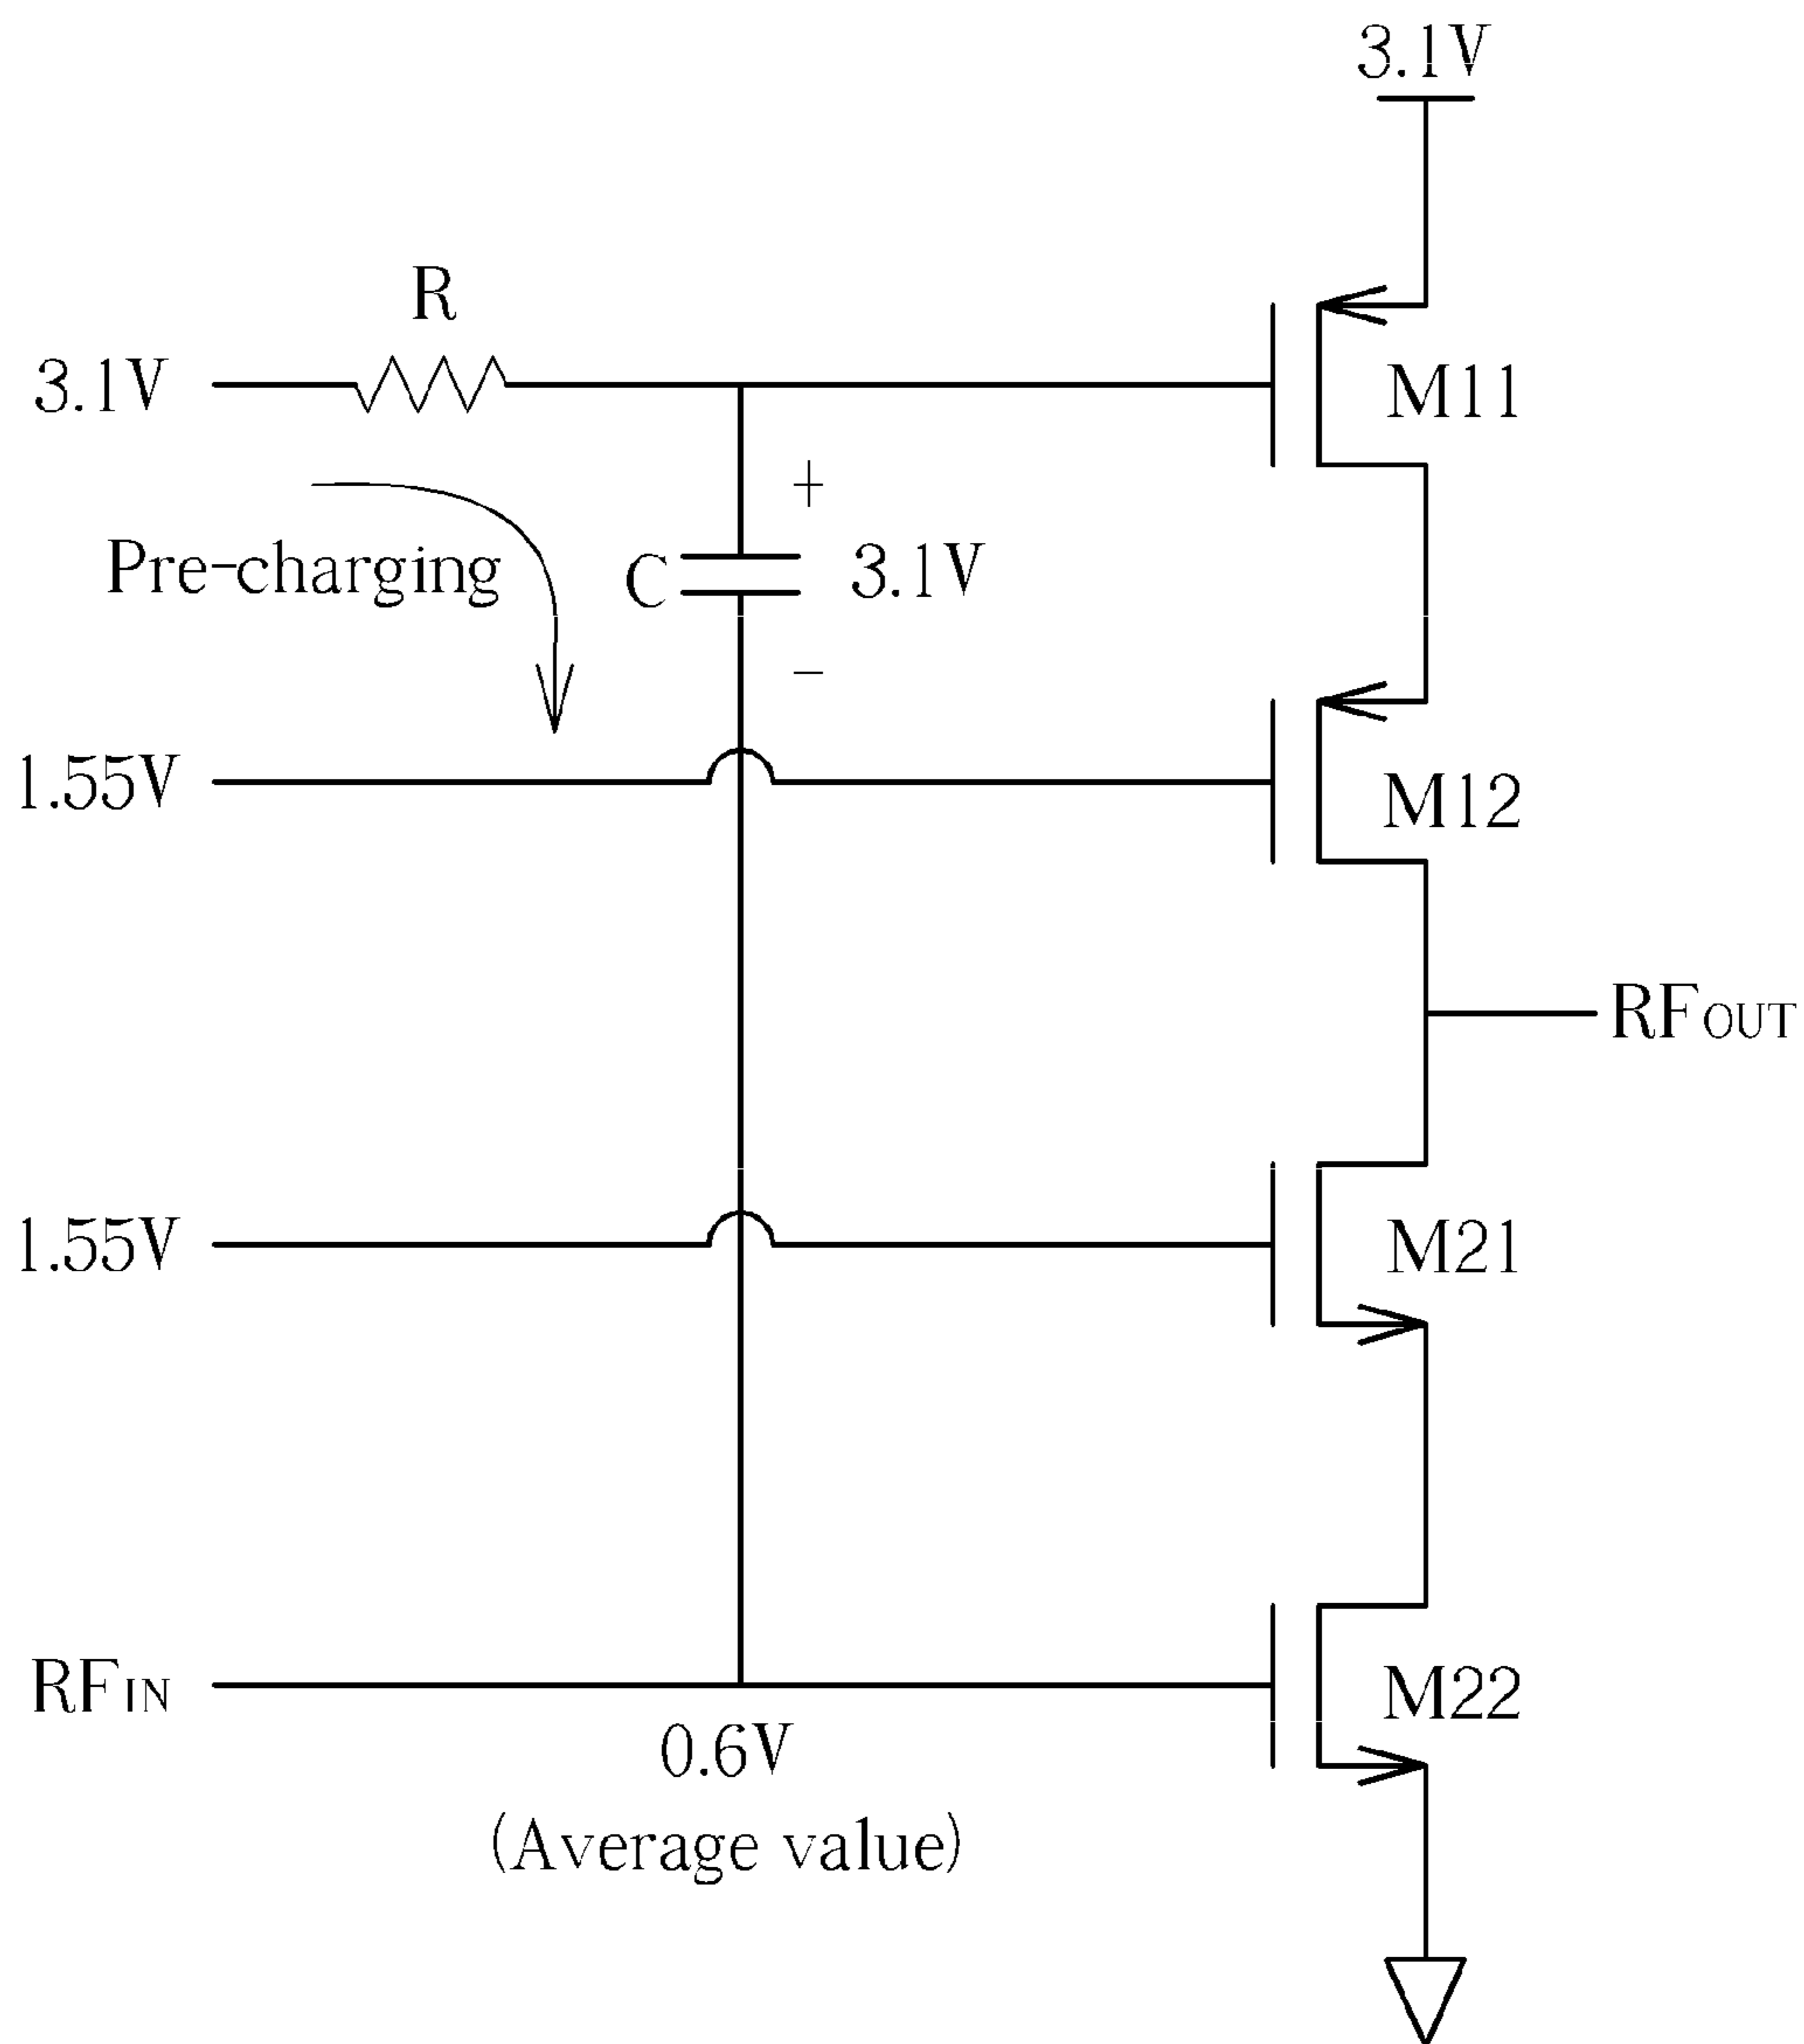 3.1V
R
3.1V
M11
+
Pre-charging
C
3.1V
−
1.55V
M12
RFOUT
1.55V
M21
RFIN
M22
0.6V
(Average value)